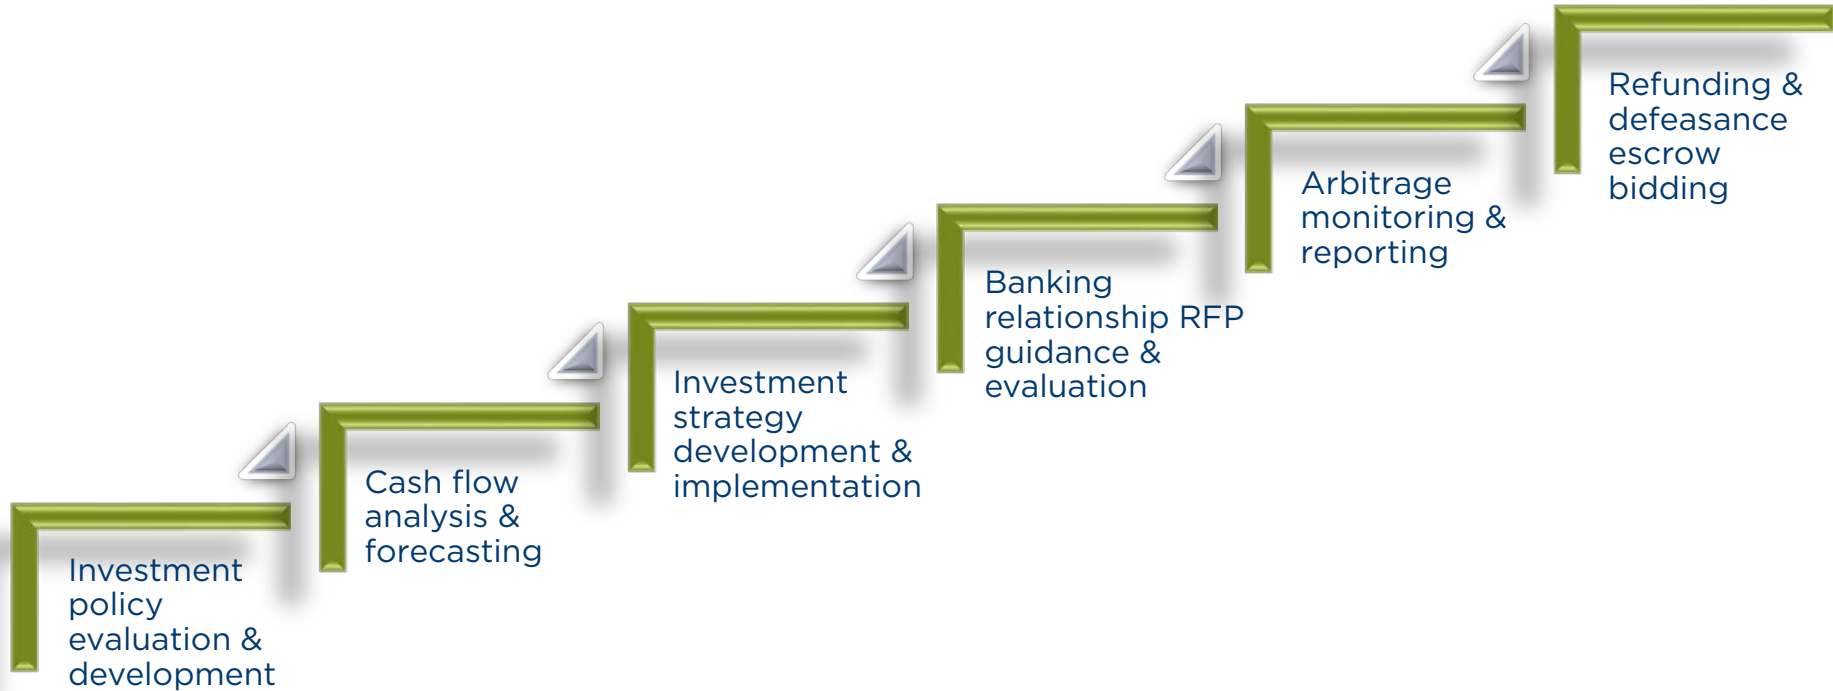 Investment
policy
evaluation &
development
Cash flow
analysis &
forecasting
Investment
strategy
development &
implementation
Banking
relationship RFP
guidance &
evaluation
Arbitrage
monitoring &
reporting
Refunding &
defeasance
escrow
bidding